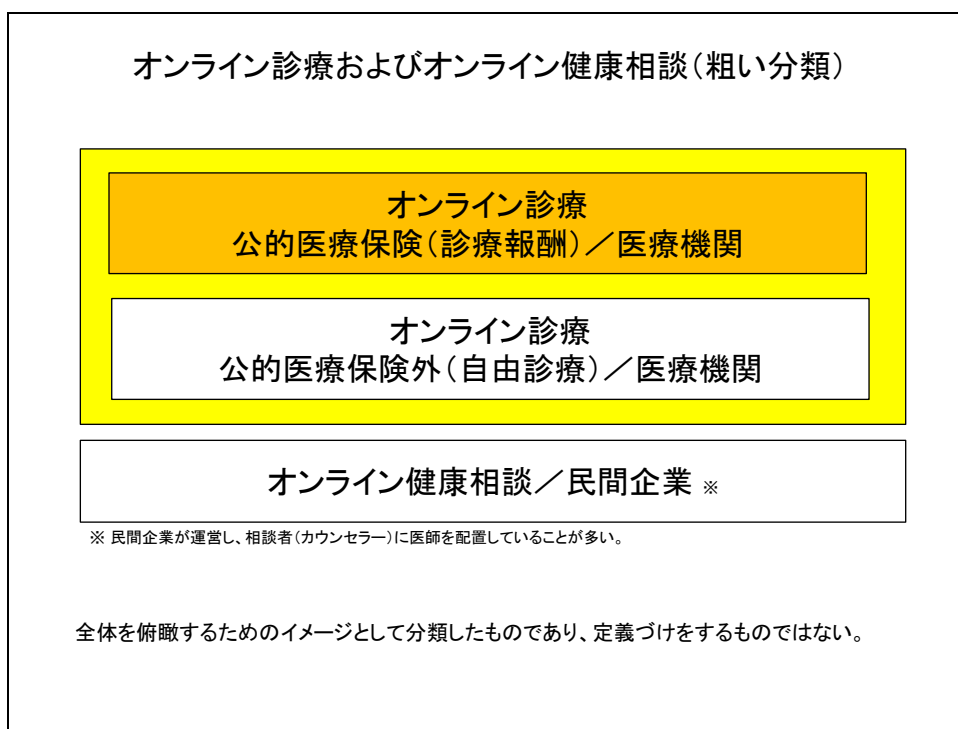 オンライン診療およびオンライン健康相談（粗い分類）
オンライン診療
公的医療保険（診療報酬）／医療機関
オンライン診療
公的医療保険外（自由診療）／医療機関
オンライン健康相談／民間企業 ※
※ 民間企業が運営し、相談者（カウンセラー）に医師を配置していることが多い。
全体を俯瞰するためのイメージとして分類したものであり、定義づけをするものではない。